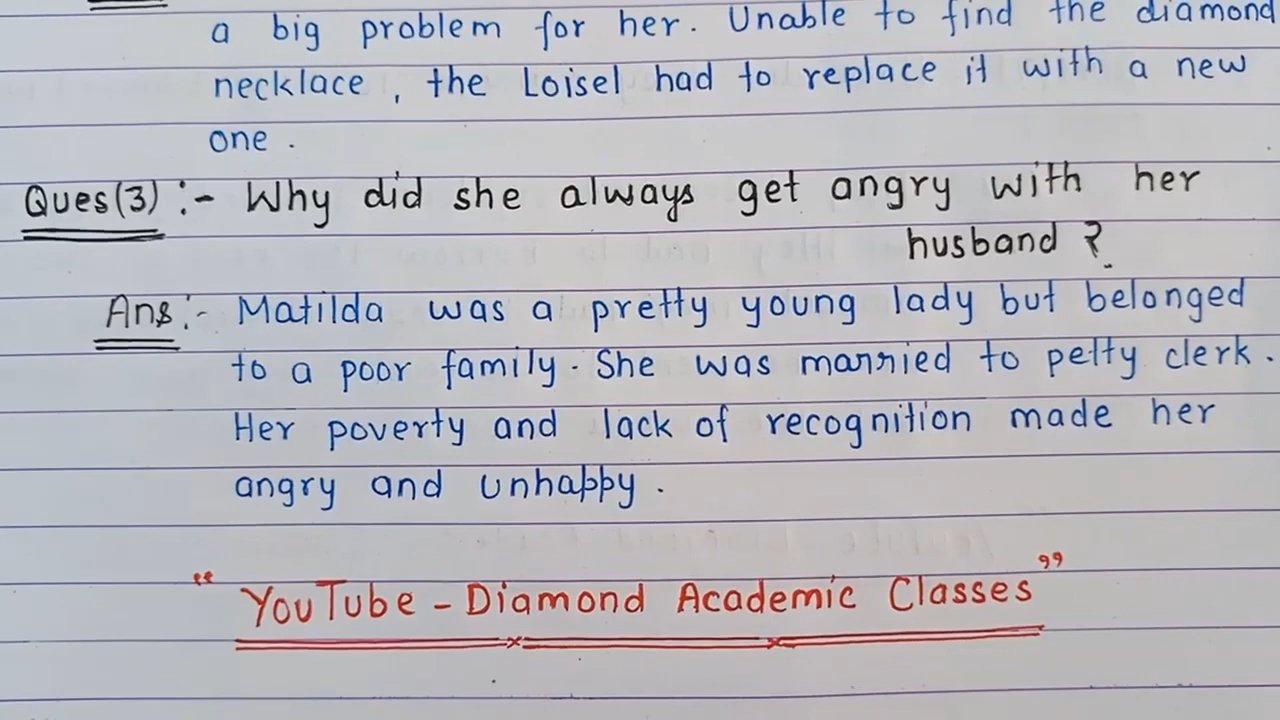 a big problem for her. Unable to find the diamond
necklace, the Loisel had to replace it with a new
one.
Ques(3) :- Why did she always get angry with her
husband ?
Ans:- Matilda was a pretty young lady but belonged
to a poor family. She was married to petty clerk.
Her poverty and lack of recognition made her
angry and unhappy.
"YouTube - Diamond Academic Classes"